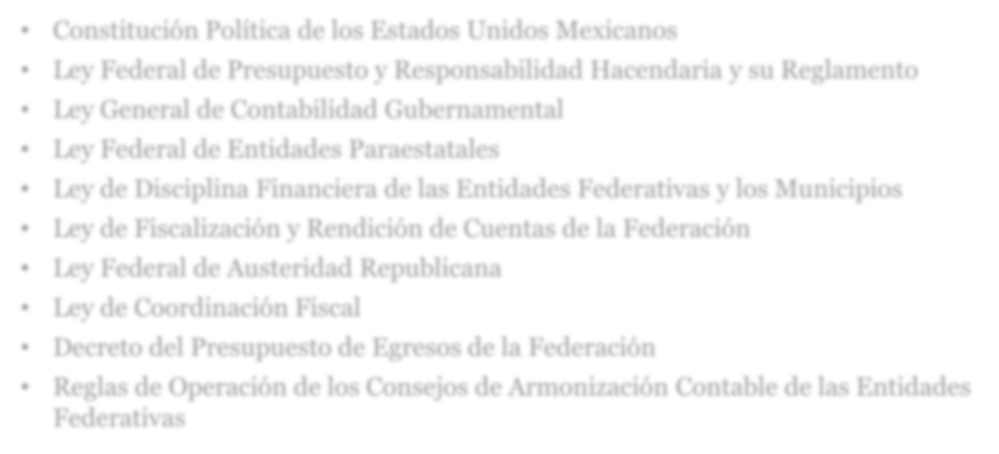 • Constitución Política de los Estados Unidos Mexicanos
• Ley Federal de Presupuesto y Responsabilidad Hacendaria y su Reglamento
• Ley General de Contabilidad Gubernamental
• Ley Federal de Entidades Paraestatales
• Ley de Disciplina Financiera de las Entidades Federativas y los Municipios
• Ley de Fiscalización y Rendición de Cuentas de la Federación
• Ley Federal de Austeridad Republicana
• Ley de Coordinación Fiscal
• Decreto del Presupuesto de Egresos de la Federación
• Reglas de Operación de los Consejos de Armonización Contable de las Entidades
Federativas